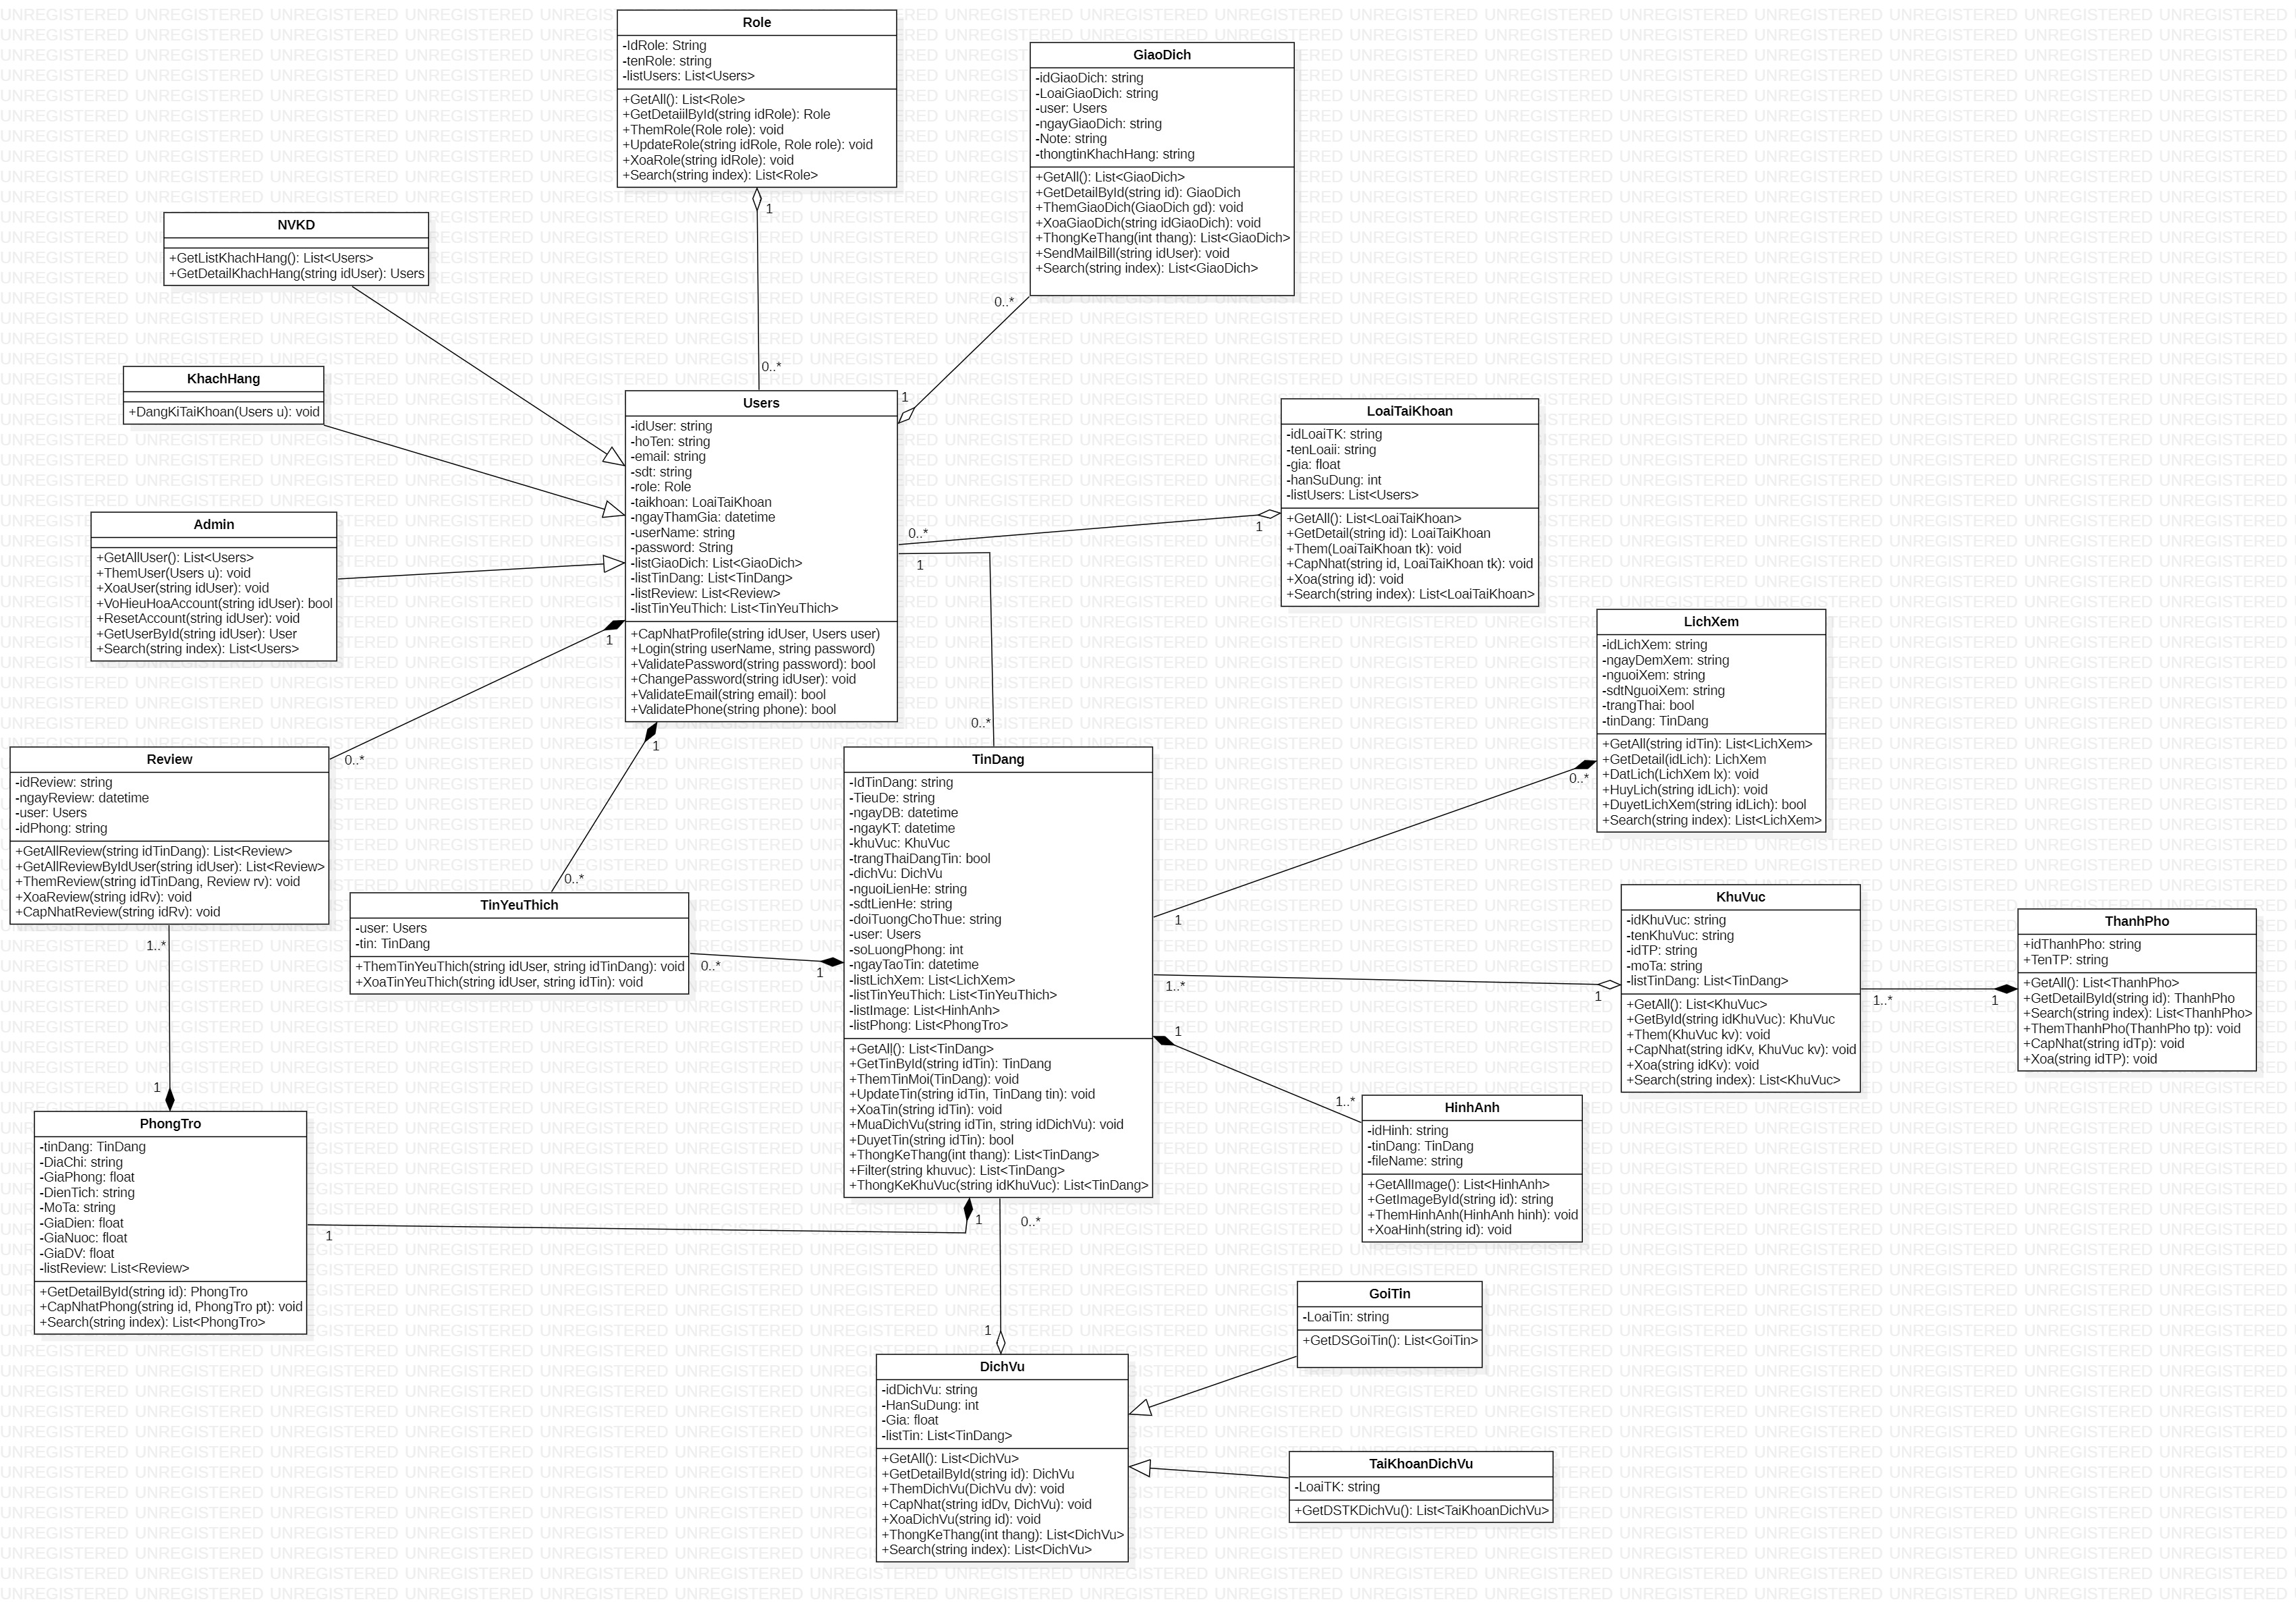 Role
-IdRole: String
-tenRole: string
-listUsers: List<Users>
+GetAll(): List<Role>
+GetDetaiilById(string idRole): Role
+ThemRole(Role role): void
+UpdateRole(string idRole, Role role): void
+XoaRole(string idRole): void
+Search(string index): List<Role>
1
0..*
GiaoDich
-idGiaoDich: string
-LoaiGiaoDich: string
-user: Users
-ngayGiaoDich: string
-Note: string
-thongtinKhachHang: string
+GetAll(): List<GiaoDich>
+GetDetailById(string id): GiaoDich
+ThemGiaoDich(GiaoDich gd): void
+XoaGiaoDich(string idGiaoDich): void
+ThongKeThang(int thang): List<GiaoDich>
+SendMailBill(string idUser): void
+Search(string index): List<GiaoDich>
0..*
1
NVKD
+GetListKhachHang(): List<Users>
+GetDetailKhachHang(string idUser): Users
KhachHang
+DangKiTaiKhoan(Users u): void
Admin
+GetAllUser(): List<Users>
+ThemUser(Users u): void
+XoaUser(string idUser): void
+VoHieuHoaAccount(string idUser): bool
+ResetAccount(string idUser): void
+GetUserById(string idUser): User
+Search(string index): List<Users>
Users
-idUser: string
-hoTen: string
-email: string
-sdt: string
-role: Role
-taikhoan: LoaiTaiKhoan
-ngayThamGia: datetime
-userName: string
-password: String
-listGiaoDich: List<GiaoDich>
-listTinDang: List<TinDang>
-listReview: List<Review>
-listTinYeuThich: List<TinYeuThich>
+CapNhatProfile(string idUser, Users user)
+Login(string userName, string password)
+ValidatePassword(string password): bool
+ChangePassword(string idUser): void
+ValidateEmail(string email): bool
+ValidatePhone(string phone): bool
0..*
1
1
0..*
1
0..*
1
0..*
LoaiTaiKhoan
-idLoaiTK: string
-tenLoaii: string
-gia: float
-hanSuDung: int
-listUsers: List<Users>
+GetAll(): List<LoaiTaiKhoan>
+GetDetail(string id): LoaiTaiKhoan
+Them(LoaiTaiKhoan tk): void
+CapNhat(string id, LoaiTaiKhoan tk): void
+Xoa(string id): void
+Search(string index): List<LoaiTaiKhoan>
LichXem
-idLichXem: string
-ngayDemXem: string
-nguoiXem: string
-sdtNguoiXem: string
-trangThai: bool
-tinDang: TinDang
+GetAll(string idTin): List<LichXem>
+GetDetail(idLich): LichXem
+DatLich(LichXem lx): void
+HuyLich(string idLich): void
+DuyetLichXem(string idLich): bool
+Search(string index): List<LichXem>
0..*
1
Review
-idReview: string
-ngayReview: datetime
-user: Users
-idPhong: string
+GetAllReview(string idTinDang): List<Review>
+GetAllReviewByIdUser(string idUser): List<Review>
+ThemReview(string idTinDang, Review rv): void
+XoaReview(string idRv): void
+CapNhatReview(string idRv): void
1..*
1
TinYeuThich
-user: Users
-tin: TinDang
+ThemTinYeuThich(string idUser, string idTinDang): void
+XoaTinYeuThich(string idUser, string idTin): void
0..*
1
TinDang
-IdTinDang: string
-TieuDe: string
-ngayDB: datetime
-ngayKT: datetime
-khuVuc: KhuVuc
-trangThaiDangTin: bool
-dichVu: DichVu
-nguoiLienHe: string
-sdtLienHe: string
-doiTuongChoThue: string
-user: Users
-soLuongPhong: int
-ngayTaoTin: datetime
-listLichXem: List<LichXem>
-listTinYeuThich: List<TinYeuThich>
-listImage: List<HinhAnh>
-listPhong: List<PhongTro>
+GetAll(): List<TinDang>
+GetTinById(string idTin): TinDang
+ThemTinMoi(TinDang): void
+UpdateTin(string idTin, TinDang tin): void
+XoaTin(string idTin): void
+MuaDichVu(string idTin, string idDichVu): void
+DuyetTin(string idTin): bool
+ThongKeThang(int thang): List<TinDang>
+Filter(string khuvuc): List<TinDang>
+ThongKeKhuVuc(string idKhuVuc): List<TinDang>
1..*
1
KhuVuc
-idKhuVuc: string
-tenKhuVuc: string
-idTP: string
-moTa: string
-listTinDang: List<TinDang>
+GetAll(): List<KhuVuc>
+GetById(string idKhuVuc): KhuVuc
+Them(KhuVuc kv): void
+CapNhat(string idKv, KhuVuc kv): void
+Xoa(string idKv): void
+Search(string index): List<KhuVuc>
1..*
1
ThanhPho
+idThanhPho: string
+TenTP: string
+GetAll(): List<ThanhPho>
+GetDetailById(string id): ThanhPho
+Search(string index): List<ThanhPho>
+ThemThanhPho(ThanhPho tp): void
+CapNhat(string idTp): void
+Xoa(string idTP): void
1
1..*
HinhAnh
-idHinh: string
-tinDang: TinDang
-fileName: string
+GetAllImage(): List<HinhAnh>
+GetImageById(string id): string
+ThemHinhAnh(HinhAnh hinh): void
+XoaHinh(string id): void
PhongTro
-tinDang: TinDang
-DiaChi: string
-GiaPhong: float
-DienTich: string
-MoTa: string
-GiaDien: float
-GiaNuoc: float
-GiaDV: float
-listReview: List<Review>
+GetDetailById(string id): PhongTro
+CapNhatPhong(string id, PhongTro pt): void
+Search(string index): List<PhongTro>
1
1
0..*
1
GoiTin
-LoaiTin: string
+GetDSGoiTin(): List<GoiTin>
DichVu
-idDichVu: string
-HanSuDung: int
-Gia: float
-listTin: List<TinDang>
+GetAll(): List<DichVu>
+GetDetailById(string id): DichVu
+ThemDichVu(DichVu dv): void
+CapNhat(string idDv, DichVu): void
+XoaDichVu(string id): void
+ThongKeThang(int thang): List<DichVu>
+Search(string index): List<DichVu>
TaiKhoanDichVu
-LoaiTK: string
+GetDSTKDichVu(): List<TaiKhoanDichVu>
UNREGISTERED